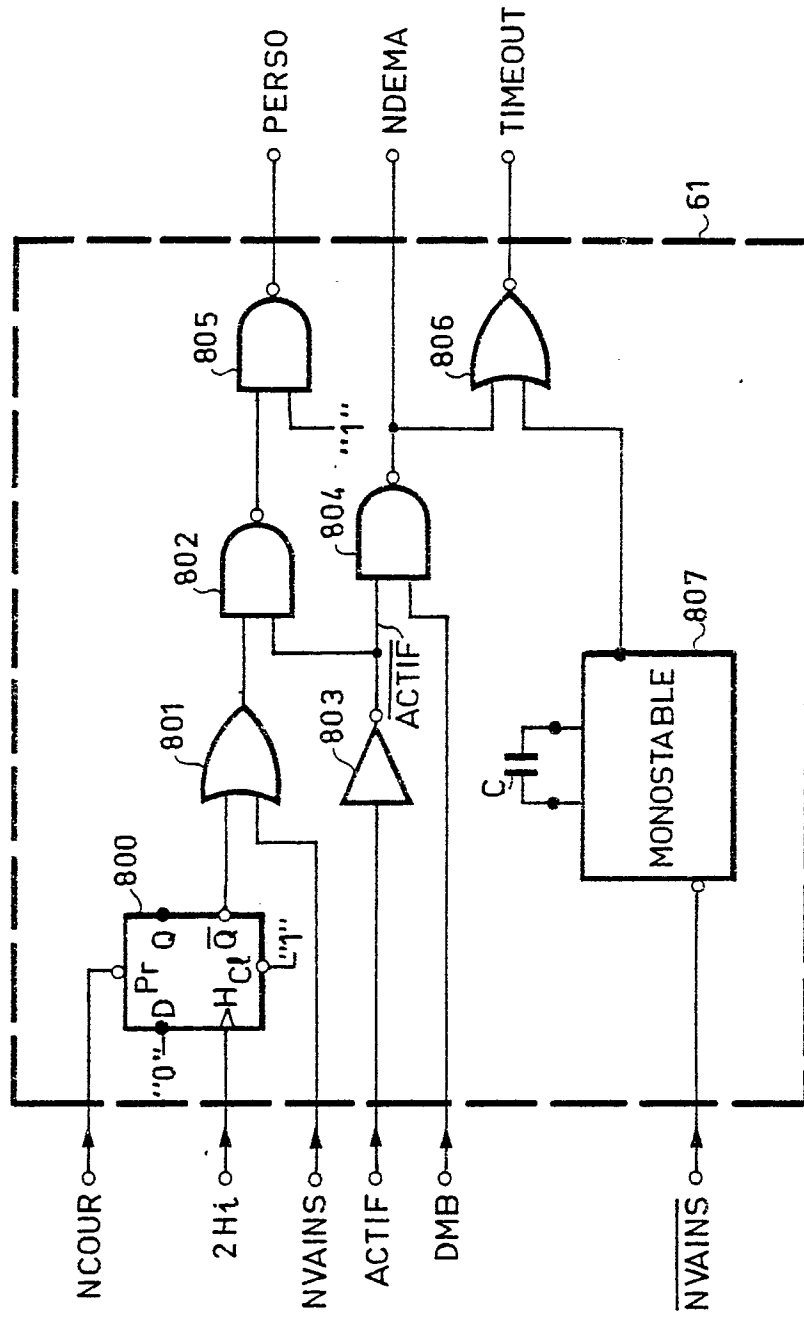 NCOUR
2Hi
NVAINS
ACTIF
DMB
NVAINS
"0"
D
Pr
Q
H
Q
Cl
"1"
800
801
802
803
ACTIF
804
805
"1"
806
C
MONOSTABLE
807
61
PERSO
NDEMA
TIMEOUT